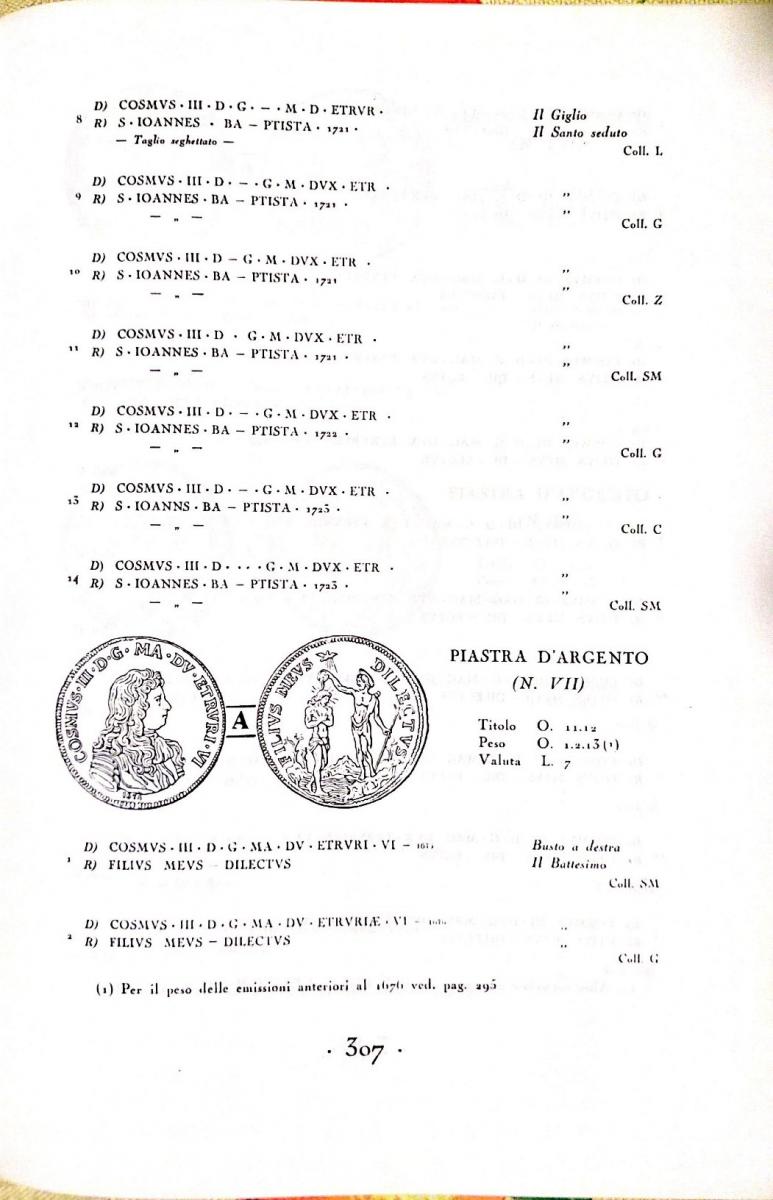 D) COSMVS · III · D · G · – · M · D · ETRVR · Il Giglio
8 R) S · IOANNES · BA – PTISTA · 1721 · Il Santo seduto
— Taglio seghettato — Coll. L
D) COSMVS · III · D · – · G · M · DVX · ETR · „
9 R) S · IOANNES · BA – PTISTA · 1721 · „
— „ — Coll. G
D) COSMVS · III · D – G · M · DVX · ETR · „
10 R) S · IOANNES · BA – PTISTA · 1721 „
— „ — Coll. Z
D) COSMVS · III · D · G · M · DVX · ETR · „
11 R) S · IOANNES · BA – PTISTA · 1721 · „
— „ — Coll. SM
D) COSMVS · III · D · – · G · M · DVX · ETR · „
12 R) S · IOANNES · BA – PTISTA · 1722 · „
— „ — Coll. G
D) COSMVS · III · D · – · G · M · DVX · ETR · „
13 R) S · IOANNS · BA – PTISTA · 1723 · „
— „ — Coll. C
D) COSMVS · III · D · · · · G · M · DVX · ETR · „
14 R) S · IOANNES · BA – PTISTA · 1723 · „
— „ — Coll. SM
COSMVS · III · D · G · MA · DV · ETRVRI · VI
A
FILIVS MEVS DILECTVS
PIASTRA D'ARGENTO
(N. VII)
Titolo O. 11.12
Peso O. 1.2.13 (1)
Valuta L. 7
D) COSMVS · III · D · G · MA · DV · ETRVRI · VI – Busto a destra
1 R) FILIVS MEVS – DILECTVS Il Battesimo
Coll. SM
D) COSMVS · III · D · G · MA · DV · ETRVRIÆ · VI – „
2 R) FILIVS MEVS – DILECTVS „
Coll. G
(1) Per il peso delle emissioni anteriori al 1676 ved. pag. 295
· 307 ·